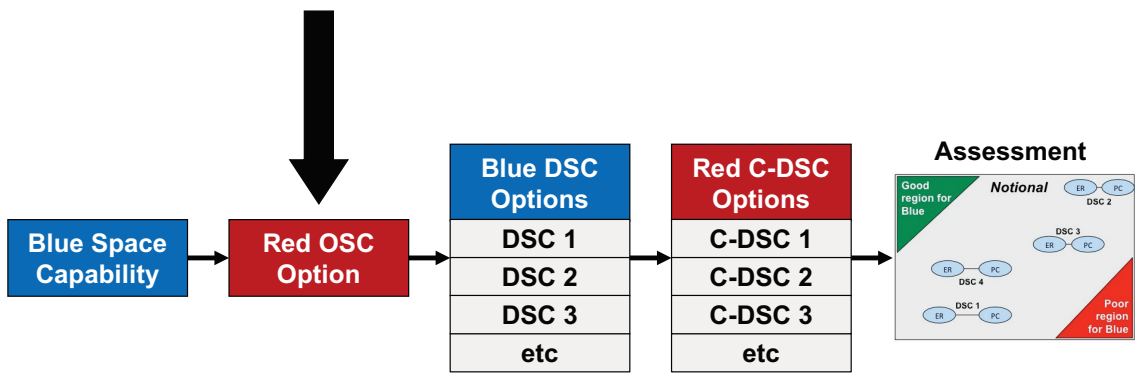 Blue Space
Capability
Red OSC
Option
Blue DSC
Options
DSC 1
DSC 2
DSC 3
etc
Red C-DSC
Options
C-DSC 1
C-DSC 2
C-DSC 3
etc
Assessment
Good
region for
Blue
Notional
ER
PC
DSC 2
DSC 3
ER
PC
ER
PC
DSC 4
DSC 1
ER
PC
Poor
region
for Blue